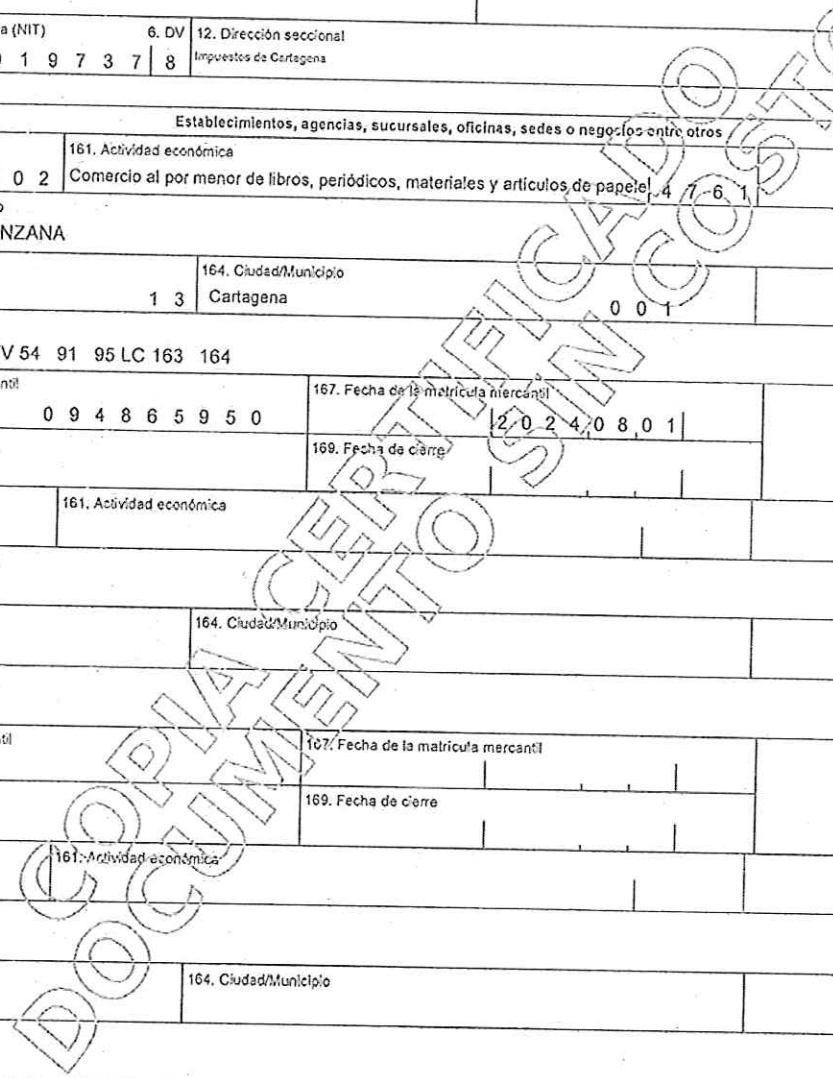 a (NIT) 6. DV 12. Dirección seccional
0 1 9 7 3 7 8 Impuestos de Cartagena
Establecimientos, agencias, sucursales, oficinas, sedes o negocios entre otros
161. Actividad económica
0 2 Comercio al por menor de libros, periódicos, materiales y artículos de papelel 4 7 6 1
NZANA
164. Ciudad/Municipio
1 3 Cartagena 0 0 1
V 54 91 95 LC 163 164
ntil 167. Fecha de la matrícula mercantil
0 9 4 8 6 5 9 5 0 2 0 2 4 0 8 0 1
169. Fecha de cierre
161. Actividad económica
164. Ciudad/Municipio
til 167. Fecha de la matrícula mercantil
169. Fecha de cierre
161. Actividad económica
164. Ciudad/Municipio
COPIA CERTIFICADO
DOCUMENTO SIN COSTO